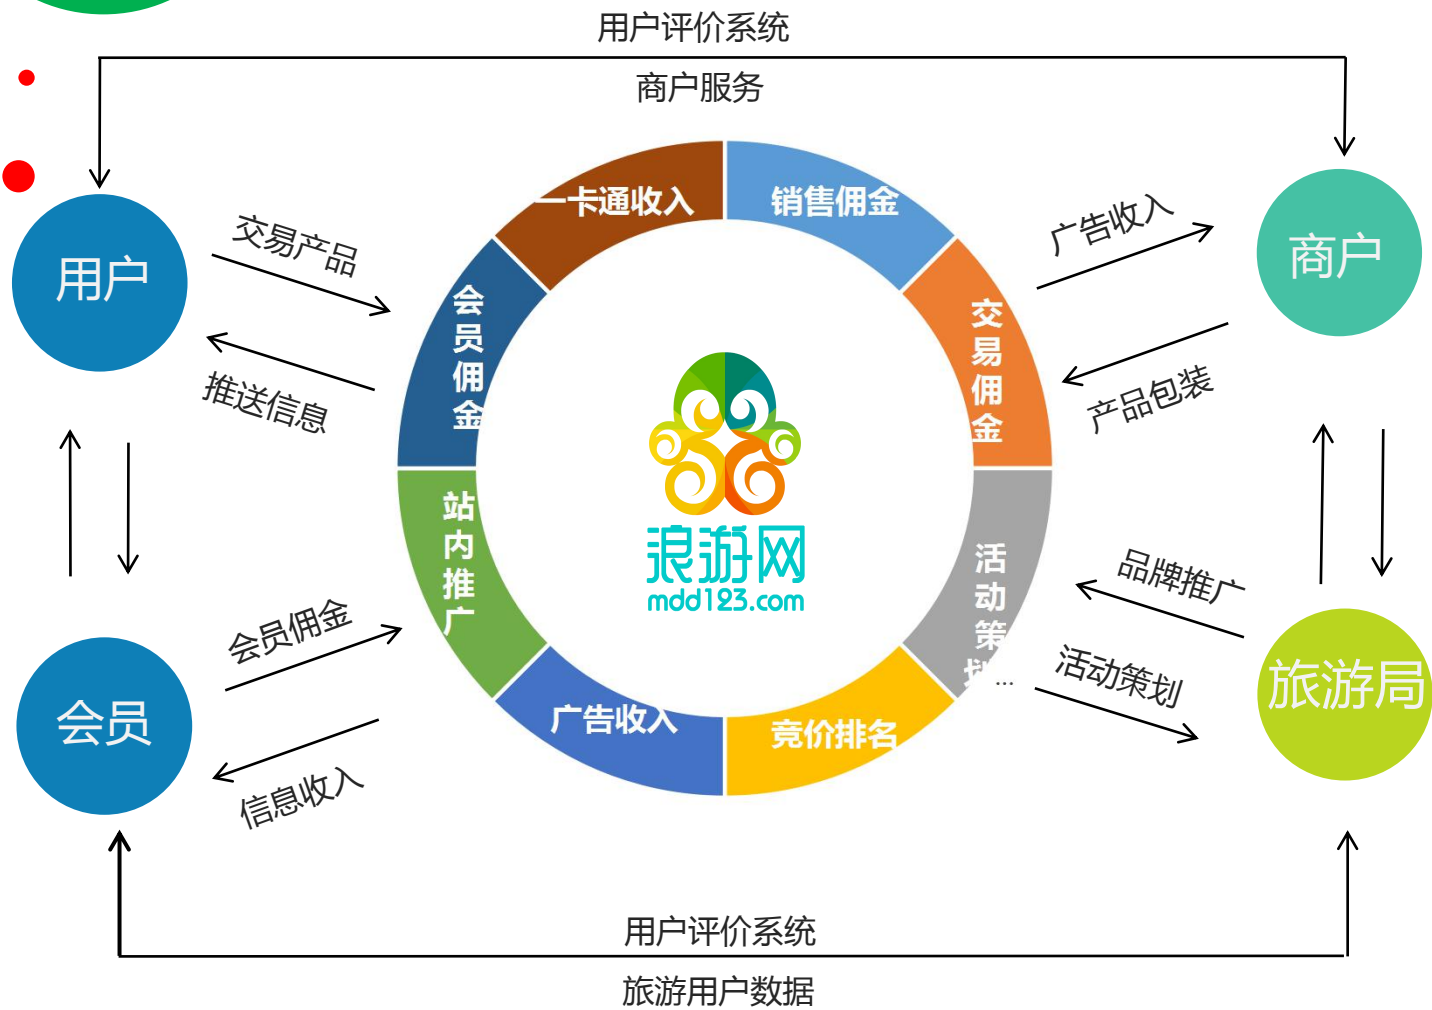 用户评价系统
商户服务
用户
交易产品
推送信息
一卡通收入
销售佣金
会员佣金
交易佣金
广告收入
商户
产品包装
浪游网
mdd123.com
站内推广
活动策划
...
会员佣金
会员
信息收入
广告收入
竞价排名
品牌推广
活动策划
旅游局
用户评价系统
旅游用户数据